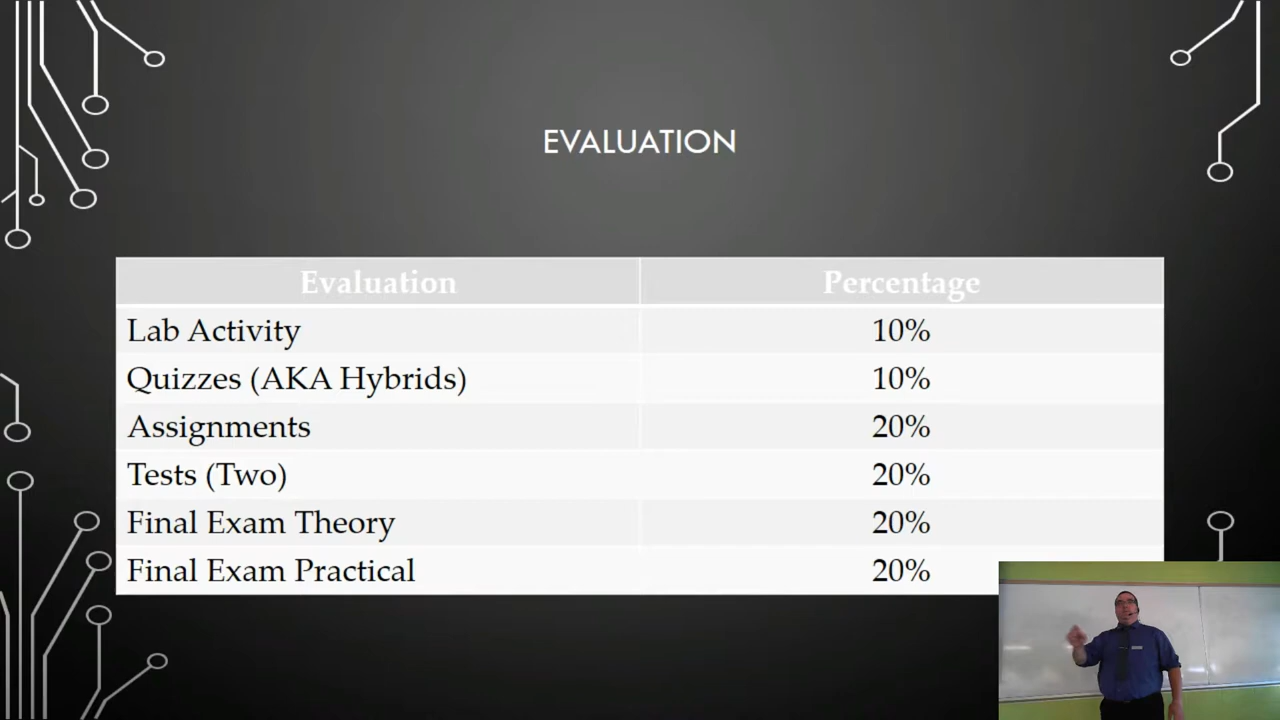 EVALUATION
Evaluation Percentage
Lab Activity 10%
Quizzes (AKA Hybrids) 10%
Assignments 20%
Tests (Two) 20%
Final Exam Theory 20%
Final Exam Practical 20%